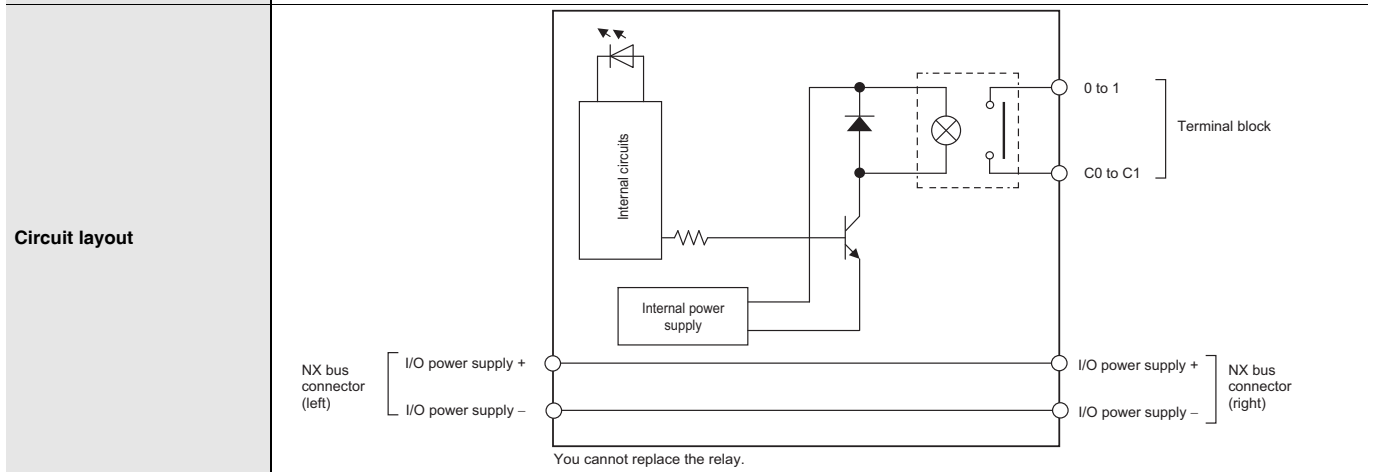 Circuit layout
Internal circuits
0 to 1
Terminal block
C0 to C1
Internal power
supply
NX bus
connector
(left)
I/O power supply +
I/O power supply –
I/O power supply +
I/O power supply –
NX bus
connector
(right)
You cannot replace the relay.